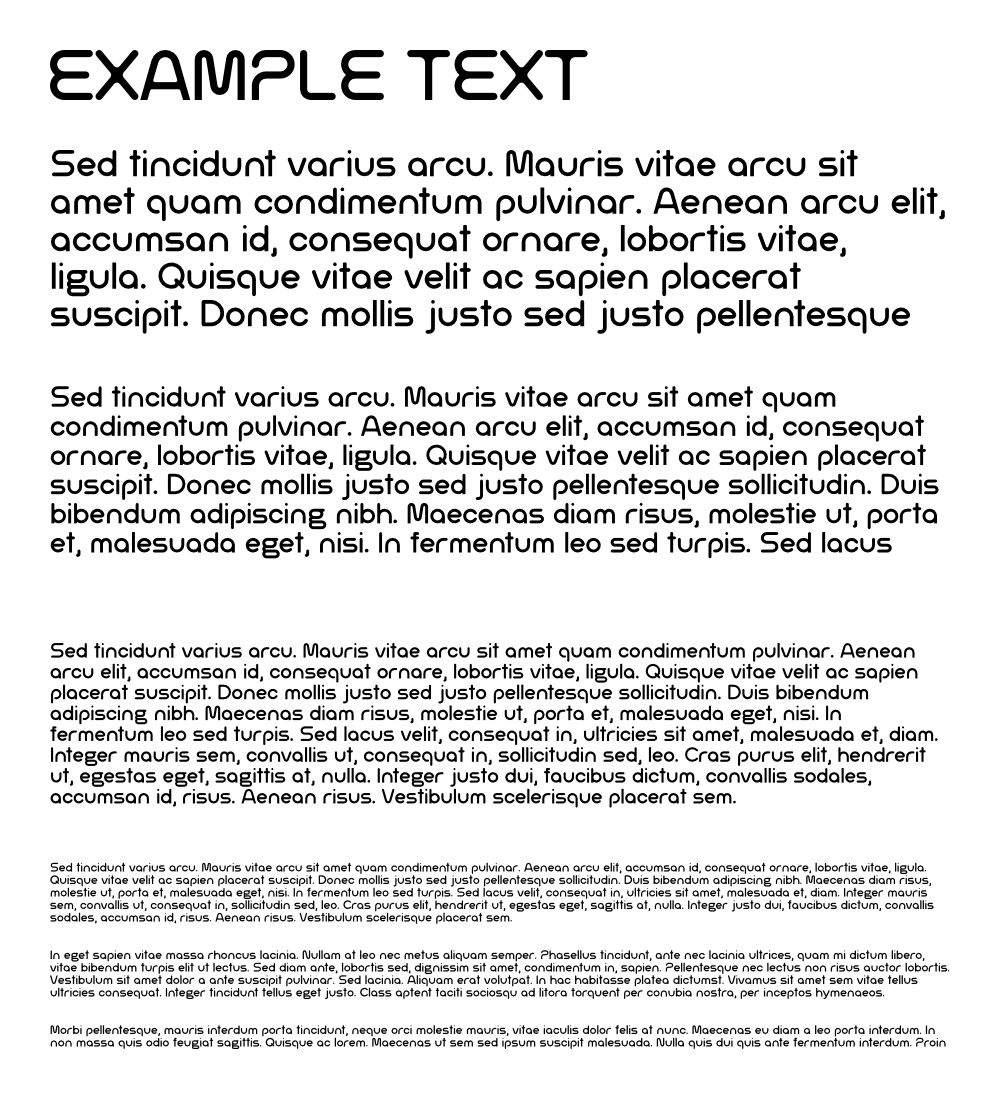 EXAMPLE TEXT
Sed tincidunt varius arcu. Mauris vitae arcu sit
amet quam condimentum pulvinar. Aenean arcu elit,
accumsan id, consequat ornare, lobortis vitae,
ligula. Quisque vitae velit ac sapien placerat
suscipit. Donec mollis justo sed justo pellentesque
Sed tincidunt varius arcu. Mauris vitae arcu sit amet quam
condimentum pulvinar. Aenean arcu elit, accumsan id, consequat
ornare, lobortis vitae, ligula. Quisque vitae velit ac sapien placerat
suscipit. Donec mollis justo sed justo pellentesque sollicitudin. Duis
bibendum adipiscing nibh. Maecenas diam risus, molestie ut, porta
et, malesuada eget, nisi. In fermentum leo sed turpis. Sed lacus
Sed tincidunt varius arcu. Mauris vitae arcu sit amet quam condimentum pulvinar. Aenean
arcu elit, accumsan id, consequat ornare, lobortis vitae, ligula. Quisque vitae velit ac sapien
placerat suscipit. Donec mollis justo sed justo pellentesque sollicitudin. Duis bibendum
adipiscing nibh. Maecenas diam risus, molestie ut, porta et, malesuada eget, nisi. In
fermentum leo sed turpis. Sed lacus velit, consequat in, ultricies sit amet, malesuada et, diam.
Integer mauris sem, convallis ut, consequat in, sollicitudin sed, leo. Cras purus elit, hendrerit
ut, egestas eget, sagittis at, nulla. Integer justo dui, faucibus dictum, convallis sodales,
accumsan id, risus. Aenean risus. Vestibulum scelerisque placerat sem.
Sed tincidunt varius arcu. Mauris vitae arcu sit amet quam condimentum pulvinar. Aenean arcu elit, accumsan id, consequat ornare, lobortis vitae, ligula.
Quisque vitae velit ac sapien placerat suscipit. Donec mollis justo sed justo pellentesque sollicitudin. Duis bibendum adipiscing nibh. Maecenas diam risus,
molestie ut, porta et, malesuada eget, nisi. In fermentum leo sed turpis. Sed lacus velit, consequat in, ultricies sit amet, malesuada et, diam. Integer mauris
sem, convallis ut, consequat in, sollicitudin sed, leo. Cras purus elit, hendrerit ut, egestas eget, sagittis at, nulla. Integer justo dui, faucibus dictum, convallis
sodales, accumsan id, risus. Aenean risus. Vestibulum scelerisque placerat sem.
In eget sapien vitae massa rhoncus lacinia. Nullam at leo nec metus aliquam semper. Phasellus tincidunt, ante nec lacinia ultrices, quam mi dictum libero,
vitae bibendum turpis elit ut lectus. Sed diam ante, lobortis sed, dignissim sit amet, condimentum in, sapien. Pellentesque nec lectus non risus auctor lobortis.
Vestibulum sit amet dolor a ante suscipit pulvinar. Sed lacinia. Aliquam erat volutpat. In hac habitasse platea dictumst. Vivamus sit amet sem vitae tellus
ultricies consequat. Integer tincidunt tellus eget justo. Class aptent taciti sociosqu ad litora torquent per conubia nostra, per inceptos hymenaeos.
Morbi pellentesque, mauris interdum porta tincidunt, neque orci molestie mauris, vitae iaculis dolor felis at nunc. Maecenas eu diam a leo porta interdum. In
non massa quis odio feugiat sagittis. Quisque ac lorem. Maecenas ut sem sed ipsum suscipit malesuada. Nulla quis dui quis ante fermentum interdum. Proin